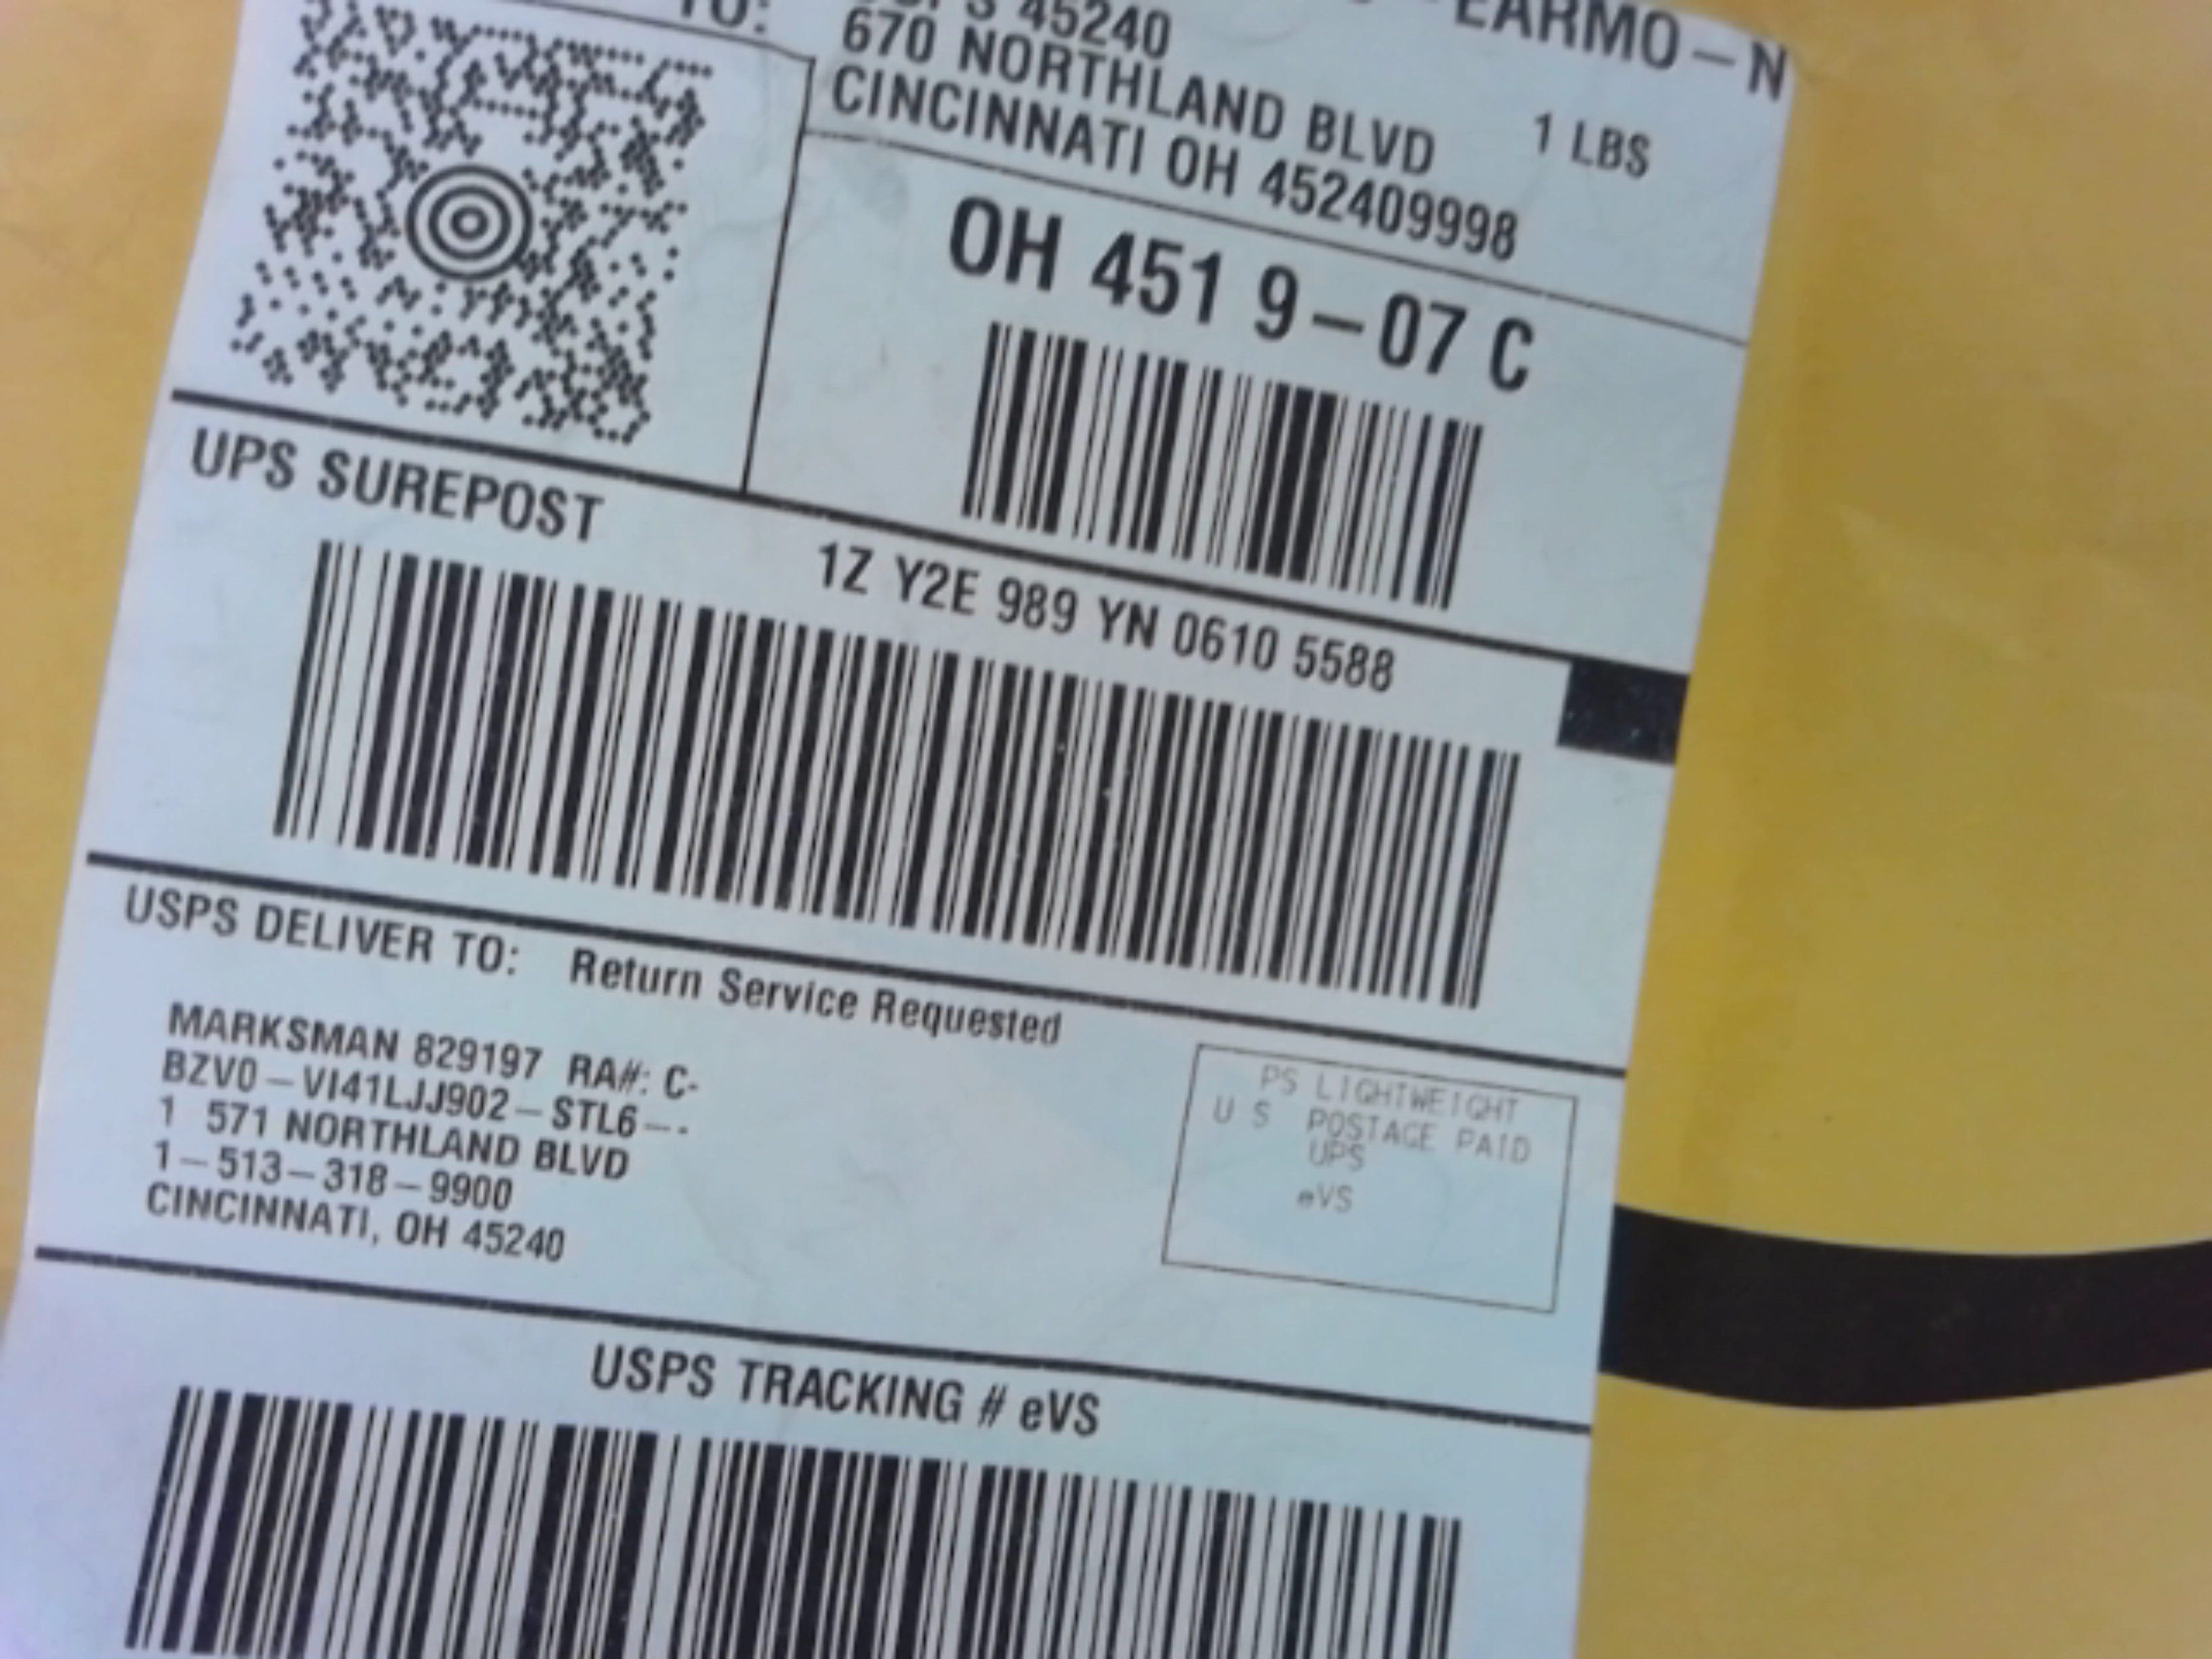 TO:
45240
670 NORTHLAND BLVD
CINCINNATI OH 452409998
EARMO-N
1 LBS
OH 451 9-07 C
UPS SUREPOST
1Z Y2E 989 YN 0610 5588
USPS DELIVER TO: Return Service Requested
MARKSMAN 829197 RA#: C-
BZV0-VI41LJJ902-STL6--
1 571 NORTHLAND BLVD
1-513-318-9900
CINCINNATI, OH 45240
PS LIGHTWEIGHT
U S POSTAGE PAID
UPS
eVS
USPS TRACKING # eVS